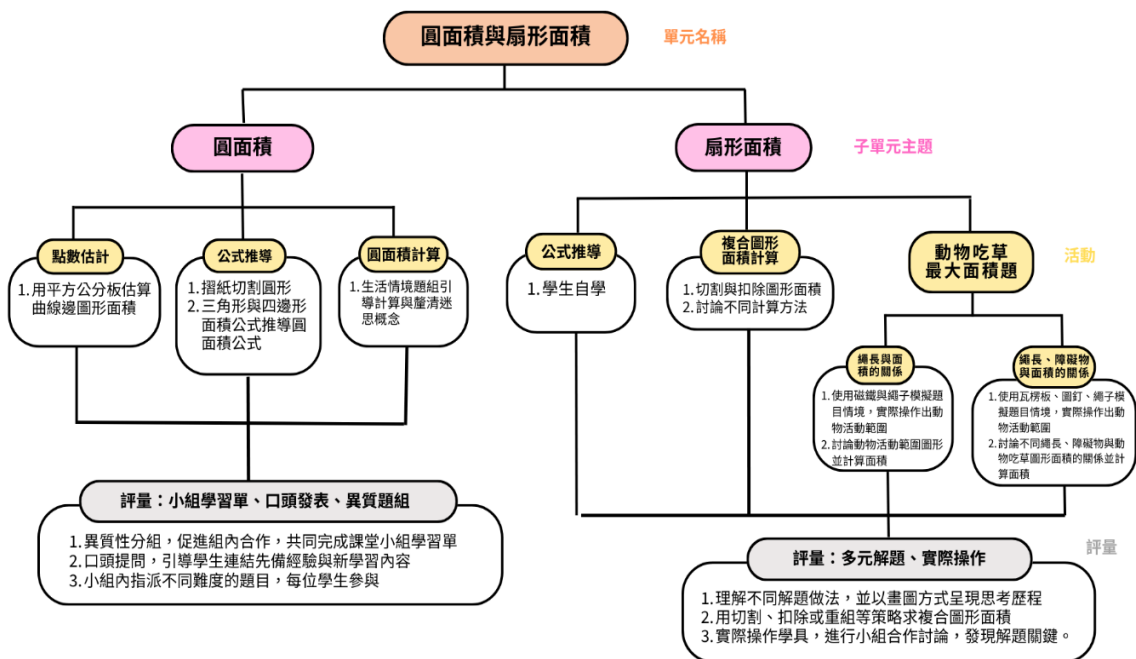 圓面積與扇形面積
單元名稱
圓面積
扇形面積
子單元主題
點數估計
1. 用平方公分板估算
曲線邊圖形面積
公式推導
1. 摺紙切割圓形
2. 三角形與四邊形
面積公式推導圓
面積公式
圓面積計算
1. 生活情境題組引
導計算與釐清迷
思概念
公式推導
1. 學生自學
複合圖形
面積計算
1. 切割與扣除圖形面積
2. 討論不同計算方法
動物吃草
最大面積題
活動
繩長與面
積的關係
1. 使用磁鐵與繩子模擬題
目情境，實際操作出動
物活動範圍
2. 討論動物活動範圍圖形
並計算面積
繩長、障礙物
與面積的關係
1. 使用瓦楞板、圖釘、繩子模
擬題目情境，實際操作出動
物活動範圍
2. 討論不同繩長、障礙物與動
物吃草圖形面積的關係並計
算面積
評量：小組學習單、口頭發表、異質題組
1. 異質性分組，促進組內合作，共同完成課堂小組學習單
2. 口頭提問，引導學生連結先備經驗與新學習內容
3. 小組內指派不同難度的題目，每位學生參與
評量：多元解題、實際操作
評量
1. 理解不同解題做法，並以畫圖方式呈現思考歷程
2. 用切割、扣除或重組等策略求複合圖形面積
3. 實際操作學具，進行小組合作討論，發現解題關鍵。